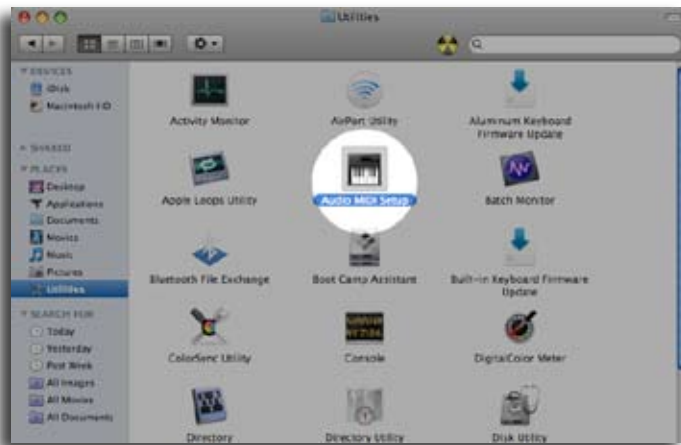 Utilities
DEVICES
iDisk
Macintosh HD
SHARED
PLACES
Desktop
Applications
Documents
Movies
Music
Pictures
Utilities
SEARCH FOR
Today
Yesterday
Past Week
All Images
All Movies
All Documents
Activity Monitor
AirPort Utility
Aluminum Keyboard
Firmware Update
Apple Loops Utility
Audio MIDI Setup
Batch Monitor
Bluetooth File Exchange
Boot Camp Assistant
Built-in Keyboard Firmware
Update
ColorSync Utility
Console
DigitalColor Meter
Directory
Directory Utility
Disk Utility